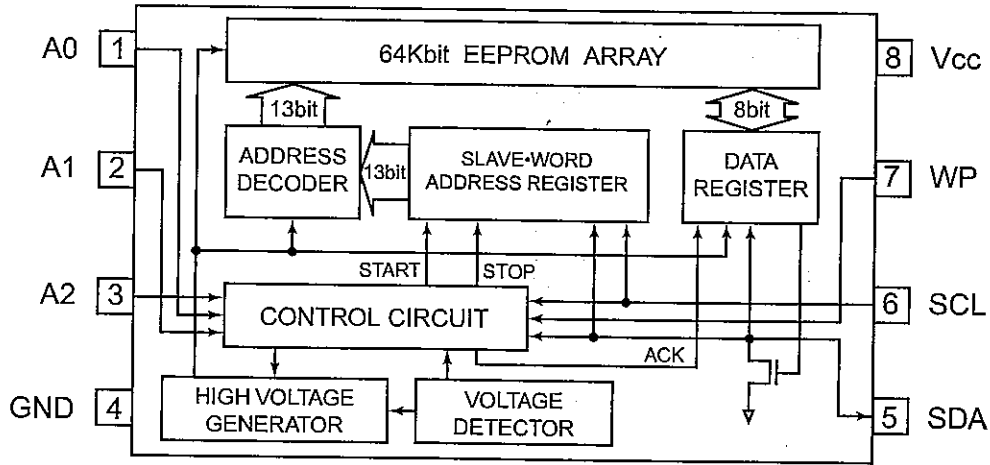 A0 1
64Kbit EEPROM ARRAY
8 Vcc
13bit
8bit
A1 2
ADDRESS
DECODER
13bit
SLAVE•WORD
ADDRESS REGISTER
DATA
REGISTER
7 WP
START
STOP
A2 3
CONTROL CIRCUIT
6 SCL
ACK
GND 4
HIGH VOLTAGE
GENERATOR
VOLTAGE
DETECTOR
5 SDA